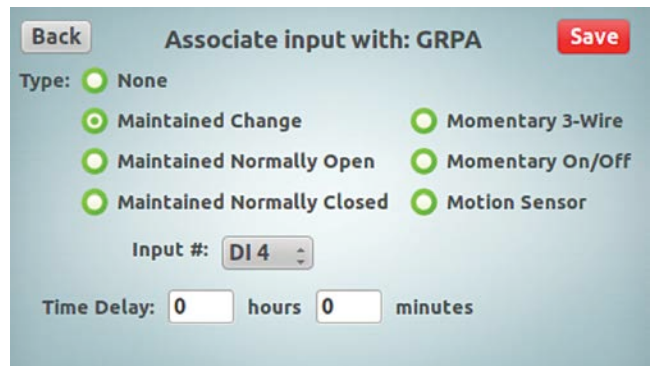 Back Associate input with: GRPA Save
Type: None
Maintained Change Momentary 3-Wire
Maintained Normally Open Momentary On/Off
Maintained Normally Closed Motion Sensor
Input #: DI 4
Time Delay: 0 hours 0 minutes